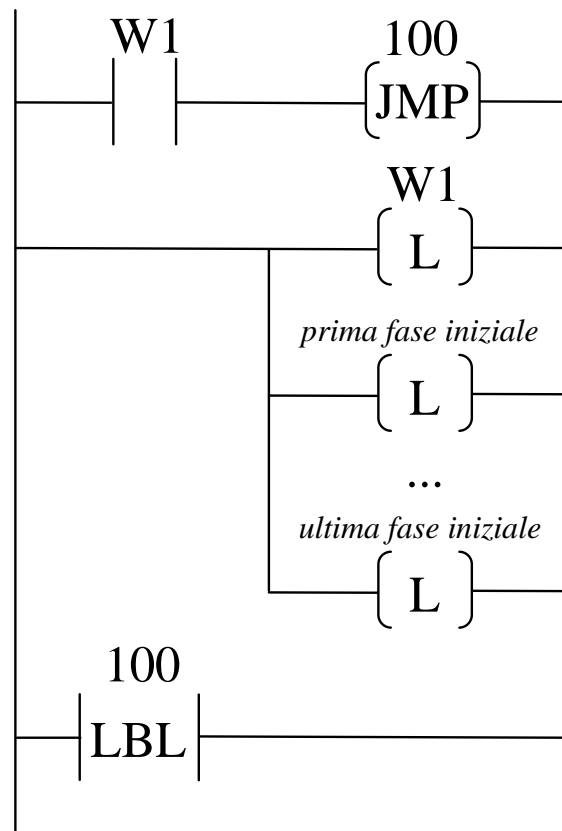 W1
100
JMP
W1
L
prima fase iniziale
L
...
ultima fase iniziale
L
100
LBL